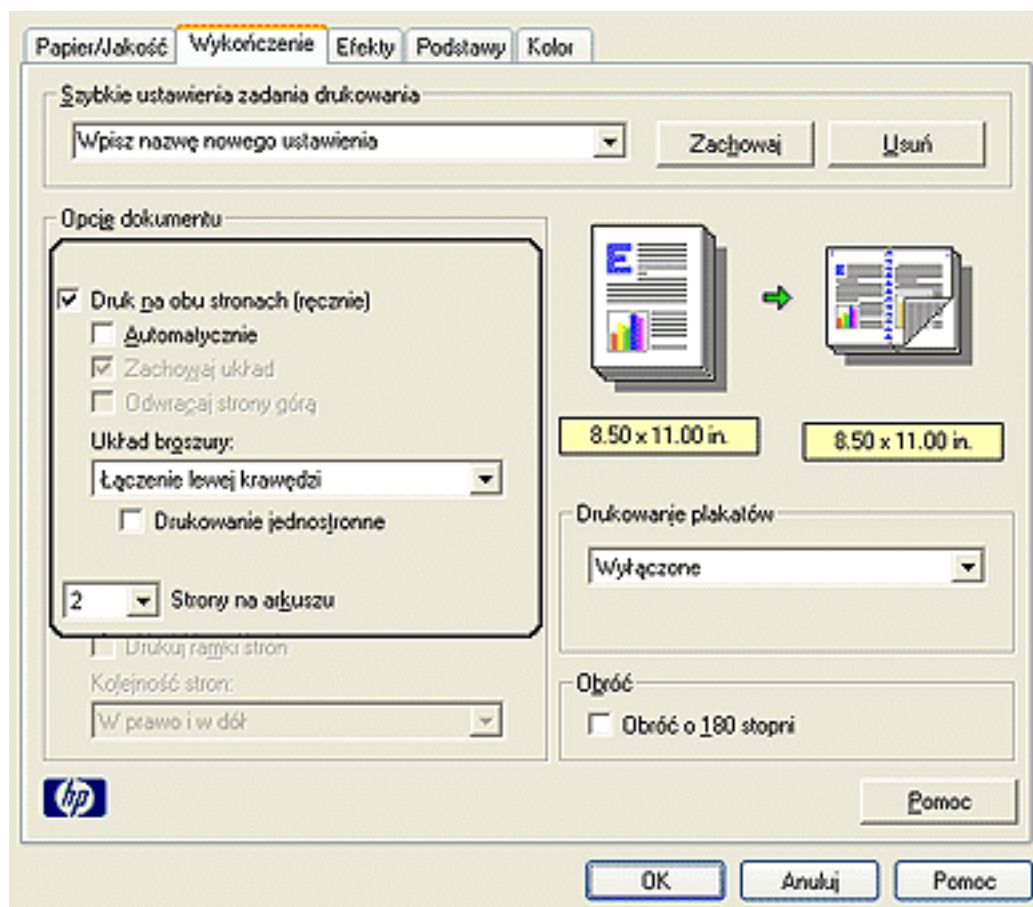 Papier/Jakość Wykończenie Efekty Podstawy Kolor
Szybkie ustawienia zadania drukowania
Wpisz nazwę nowego ustawienia Zachowaj Usuń
Opcje dokumentu
Druk na obu stronach (ręcznie)
Automatycznie
Zachowaj układ
Odwracaj strony górą
Układ broszury:
Łączenie lewej krawędzi
Drukowanie jednostronne
2 Strony na arkuszu
Drukuj ramki stron
Kolejność stron:
W prawo i w dół
E
E
8.50 x 11.00 in.
8.50 x 11.00 in.
Drukowanie plakatów
Wyłączone
Obróć
Obróć o 180 stopni
hp
Pomoc
OK Anuluj Pomoc